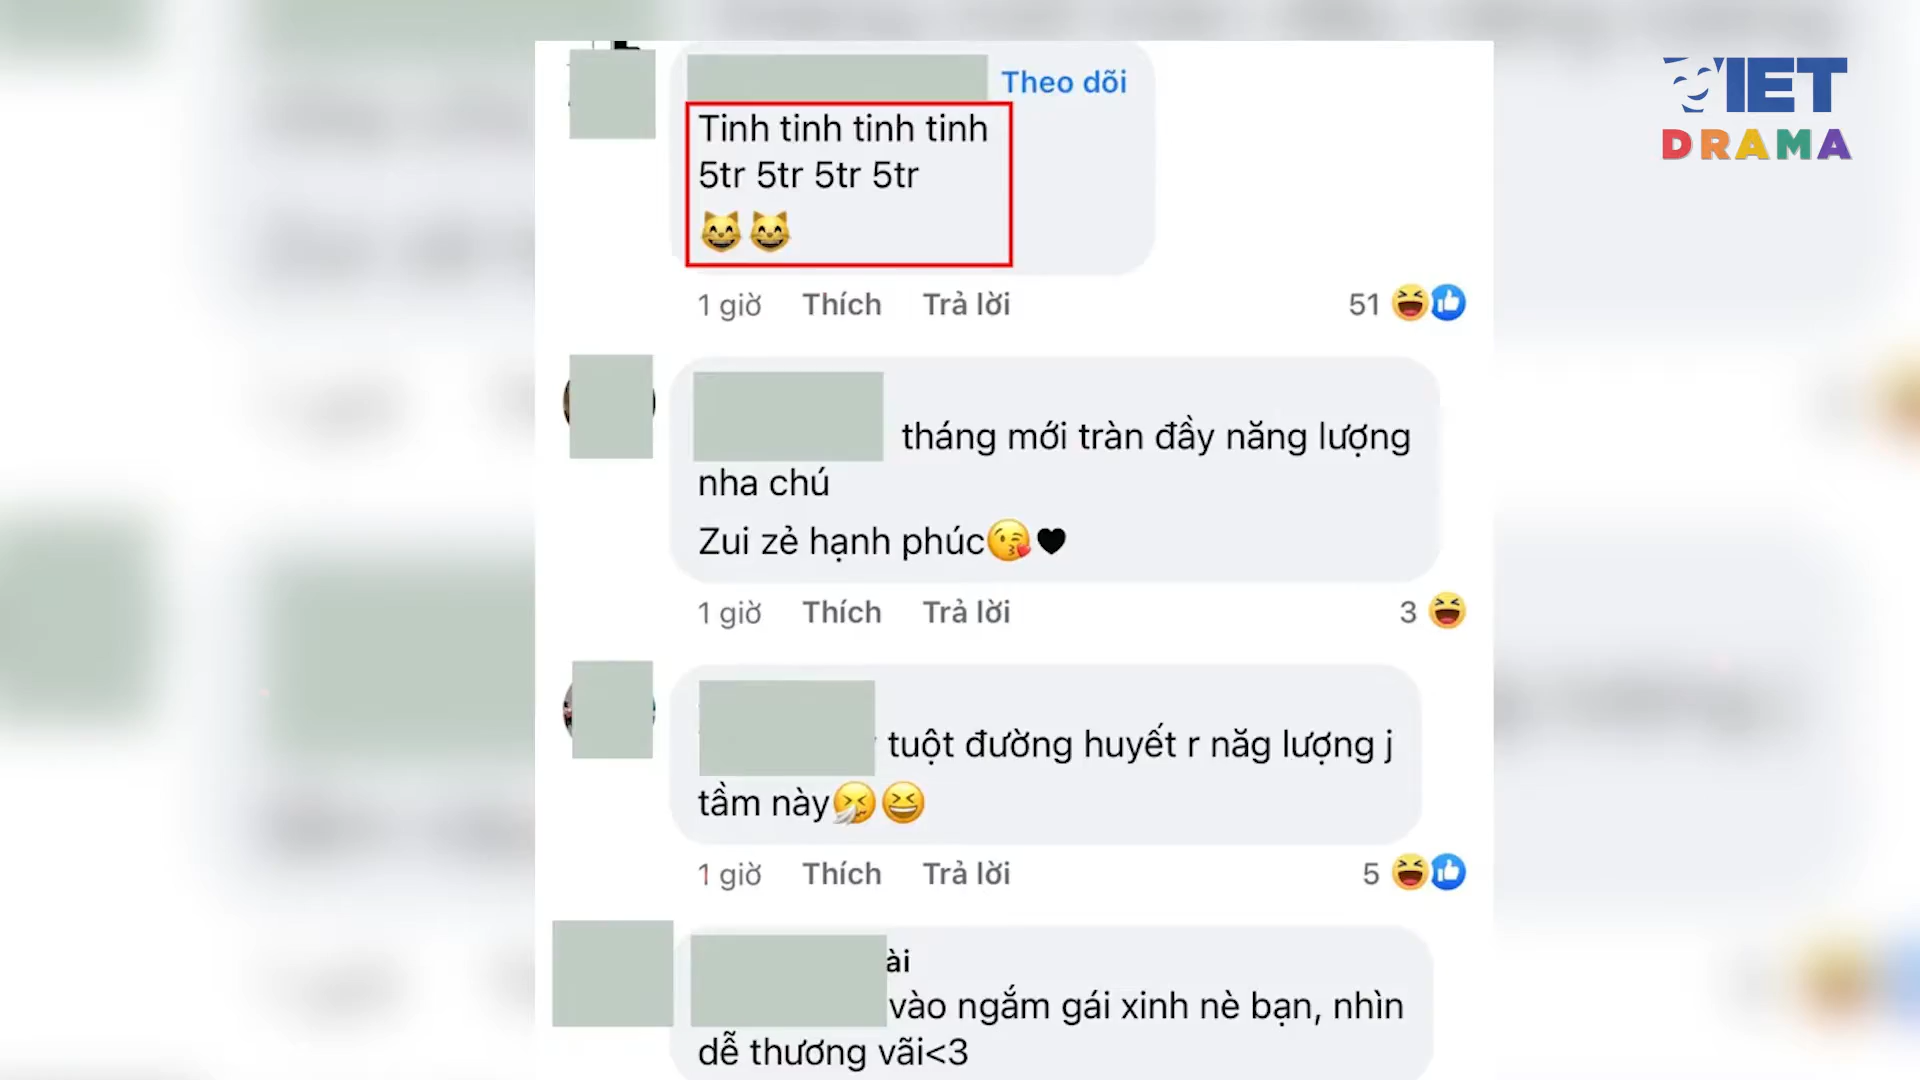 VIET
DRAMA
Theo dõi
Tinh tinh tinh tinh
5tr 5tr 5tr 5tr
😸😸
1 giờ Thích Trả lời 51
tháng mới tràn đầy năng lượng
nha chú
Zui zẻ hạnh phúc😘🖤
1 giờ Thích Trả lời 3
tuột đường huyết r năg lượng j
tầm này🤧😆
1 giờ Thích Trả lời 5
ài
vào ngắm gái xinh nè bạn, nhìn
dễ thương vãi<3